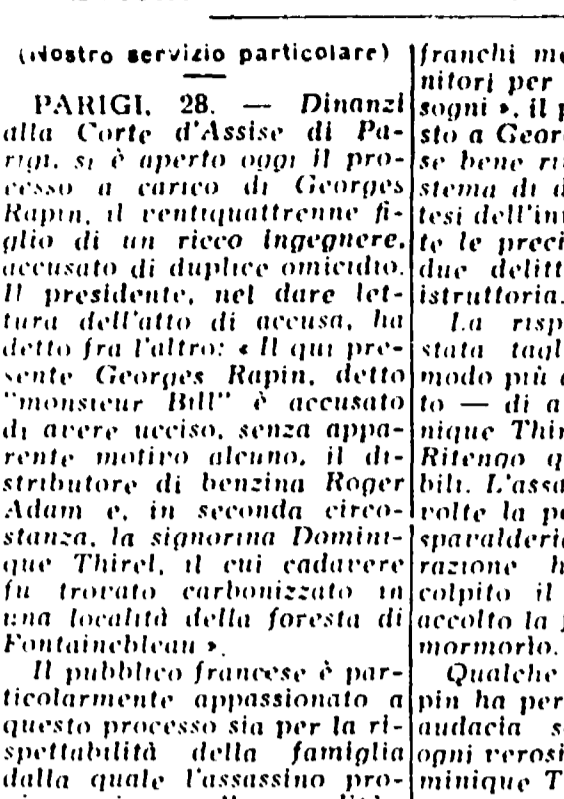 (Nostro servizio particolare)
PARIGI, 28. — Dinanzi
alla Corte d'Assise di Pa-
rigi, si è aperto oggi il pro-
cesso a carico di Georges
Rapin, il ventiquattrenne fi-
glio di un ricco ingegnere,
accusato di duplice omicidio.
Il presidente, nel dare let-
tura dell'atto di accusa, ha
detto fra l'altro: « Il qui pre-
sente Georges Rapin, detto
"monsieur Bill" è accusato
di avere ucciso, senza appa-
rente motivo alcuno, il di-
stributore di benzina Roger
Adam e, in seconda circo-
stanza, la signorina Domini-
que Thirel, il cui cadavere
fu trovato carbonizzato in
una località della foresta di
Fontainebleau ».
Il pubblico francese è par-
ticolarmente appassionato a
questo processo sia per la ri-
spettabilità della famiglia
dalla quale l'assassino pro-
franchi me
nitori per
sogni », il p
sto a Geor
se bene ri
stema di d
tesi dell'in
te le preci
due delitt
istruttoria.
La risp
stata tagl
modo più
to — di a
nique Thir
Ritengo q
bili. L'assa
volte la p
spavalderia
razione h
colpito il
accolto la
mormorìo.
Qualche
pin ha per
audacia s
ogni verosi
minique T